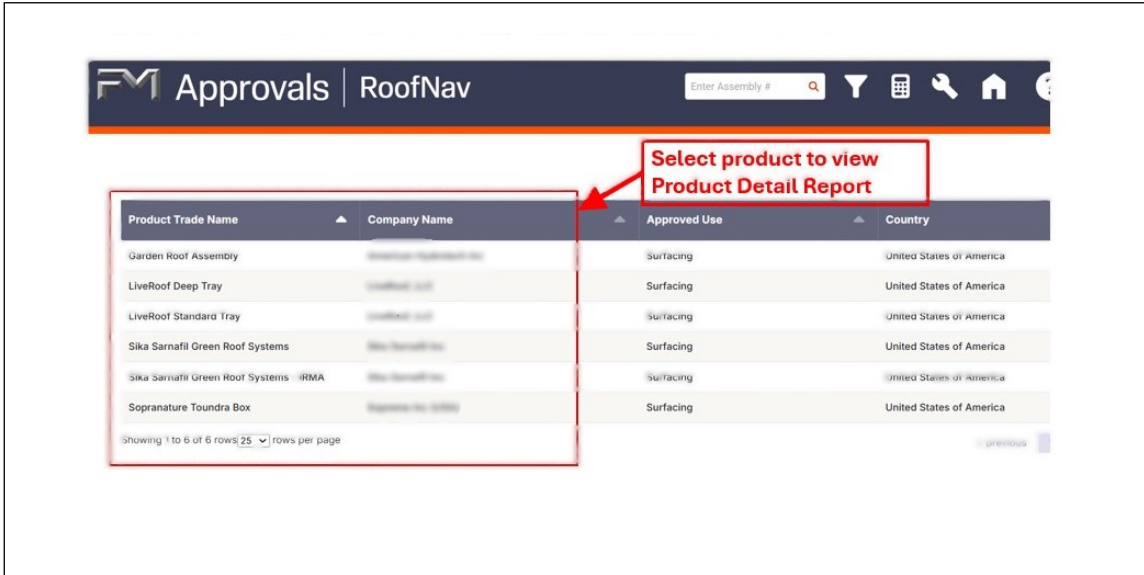 FM Approvals | RoofNav
Enter Assembly #
Select product to view
Product Detail Report
Product Trade Name Company Name Approved Use Country
Garden Roof Assembly Surfacing United States of America
LiveRoof Deep Tray Surfacing United States of America
LiveRoof Standard Tray Surfacing United States of America
Sika Sarnafil Green Roof Systems Surfacing United States of America
Sika Sarnafil Green Roof Systems Surfacing United States of America
Sopranature Toundra Box Surfacing United States of America
Showing 1 to 6 of 6 rows 25 rows per page
previous